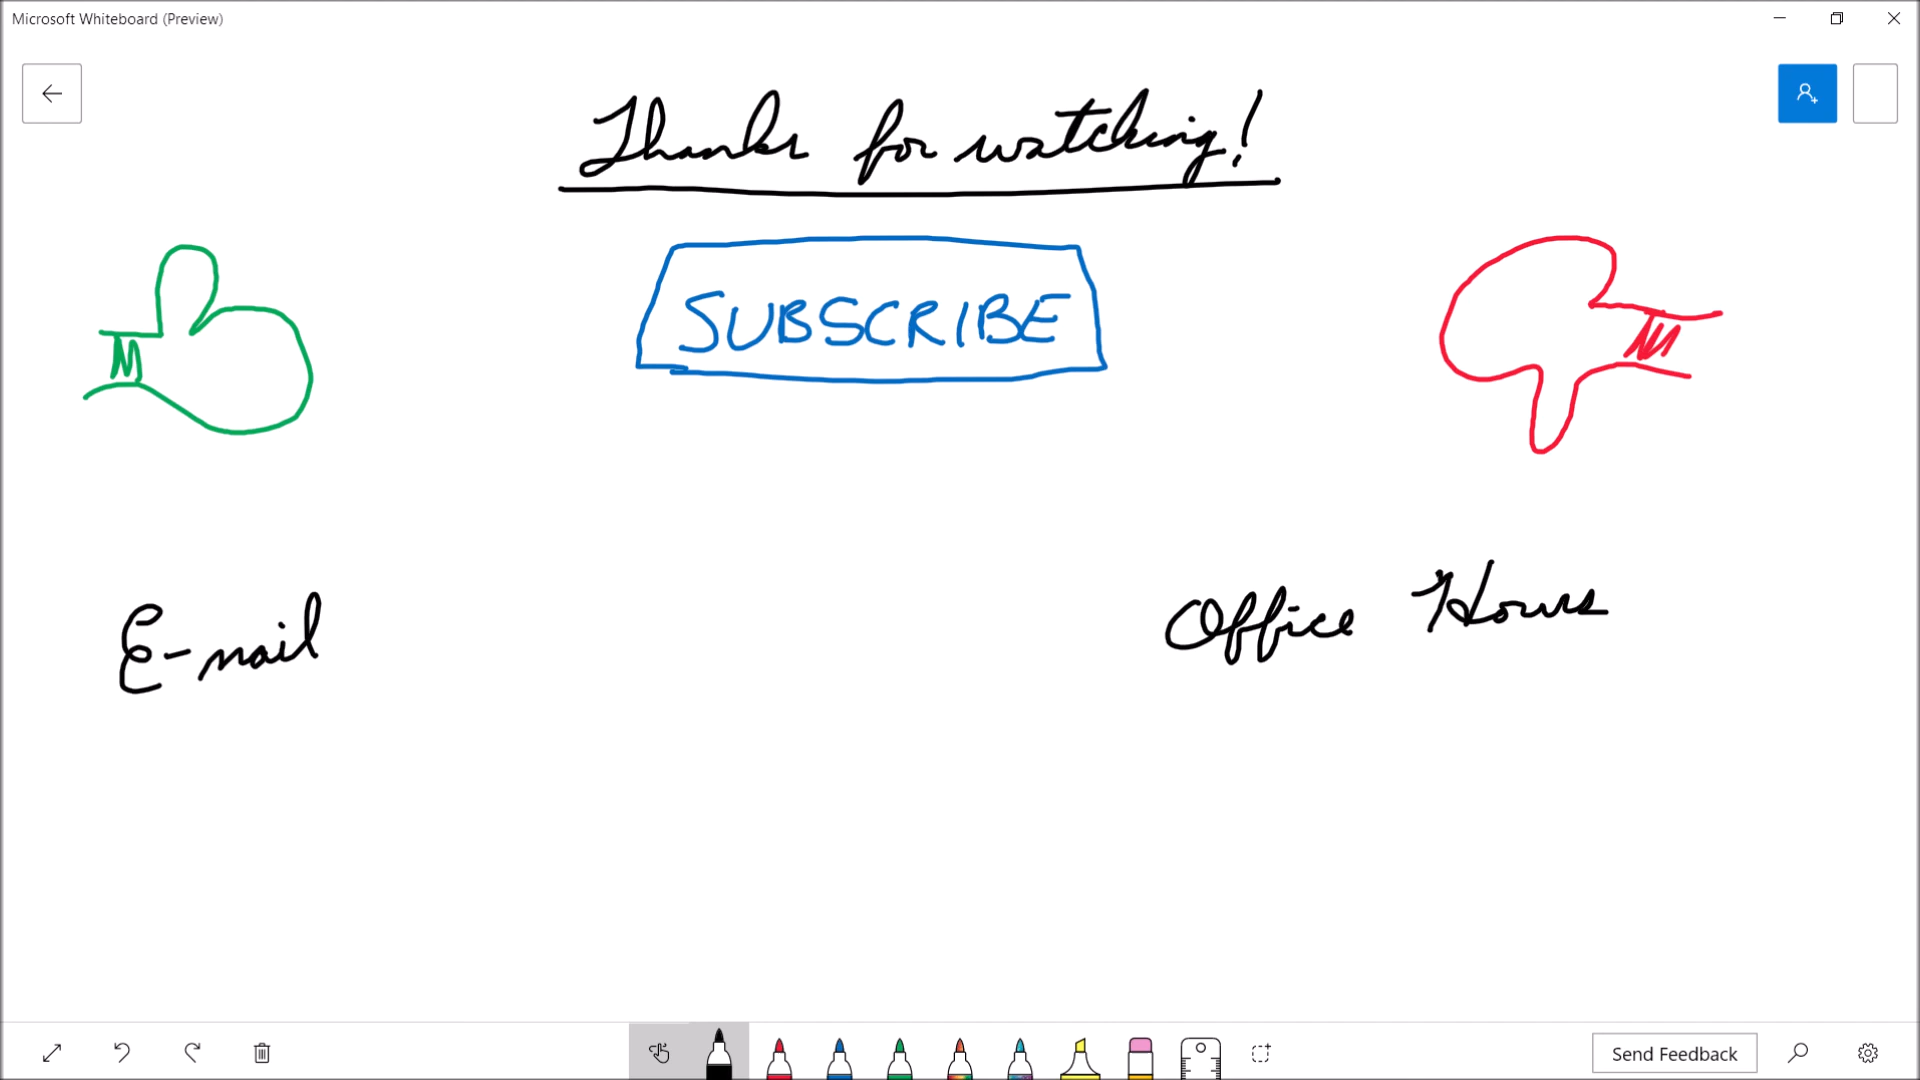 Microsoft Whiteboard (Preview)
Thanks for watching!
SUBSCRIBE
E-mail
Office Hours
Send Feedback